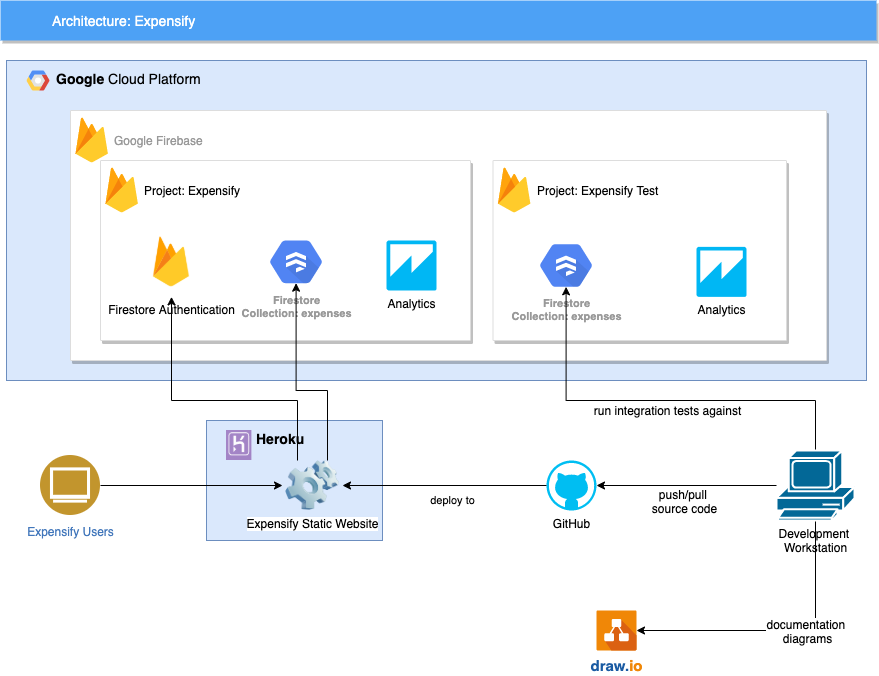 Architecture: Expensify
Google Cloud Platform
Google Firebase
Project: Expensify
Project: Expensify Test
Firestore Authentication
Firestore
Collection: expenses
Analytics
Firestore
Collection: expenses
Analytics
run integration tests against
Heroku
Expensify Users
Expensify Static Website
deploy to
GitHub
push/pull
source code
Development
Workstation
documentation
diagrams
draw.io